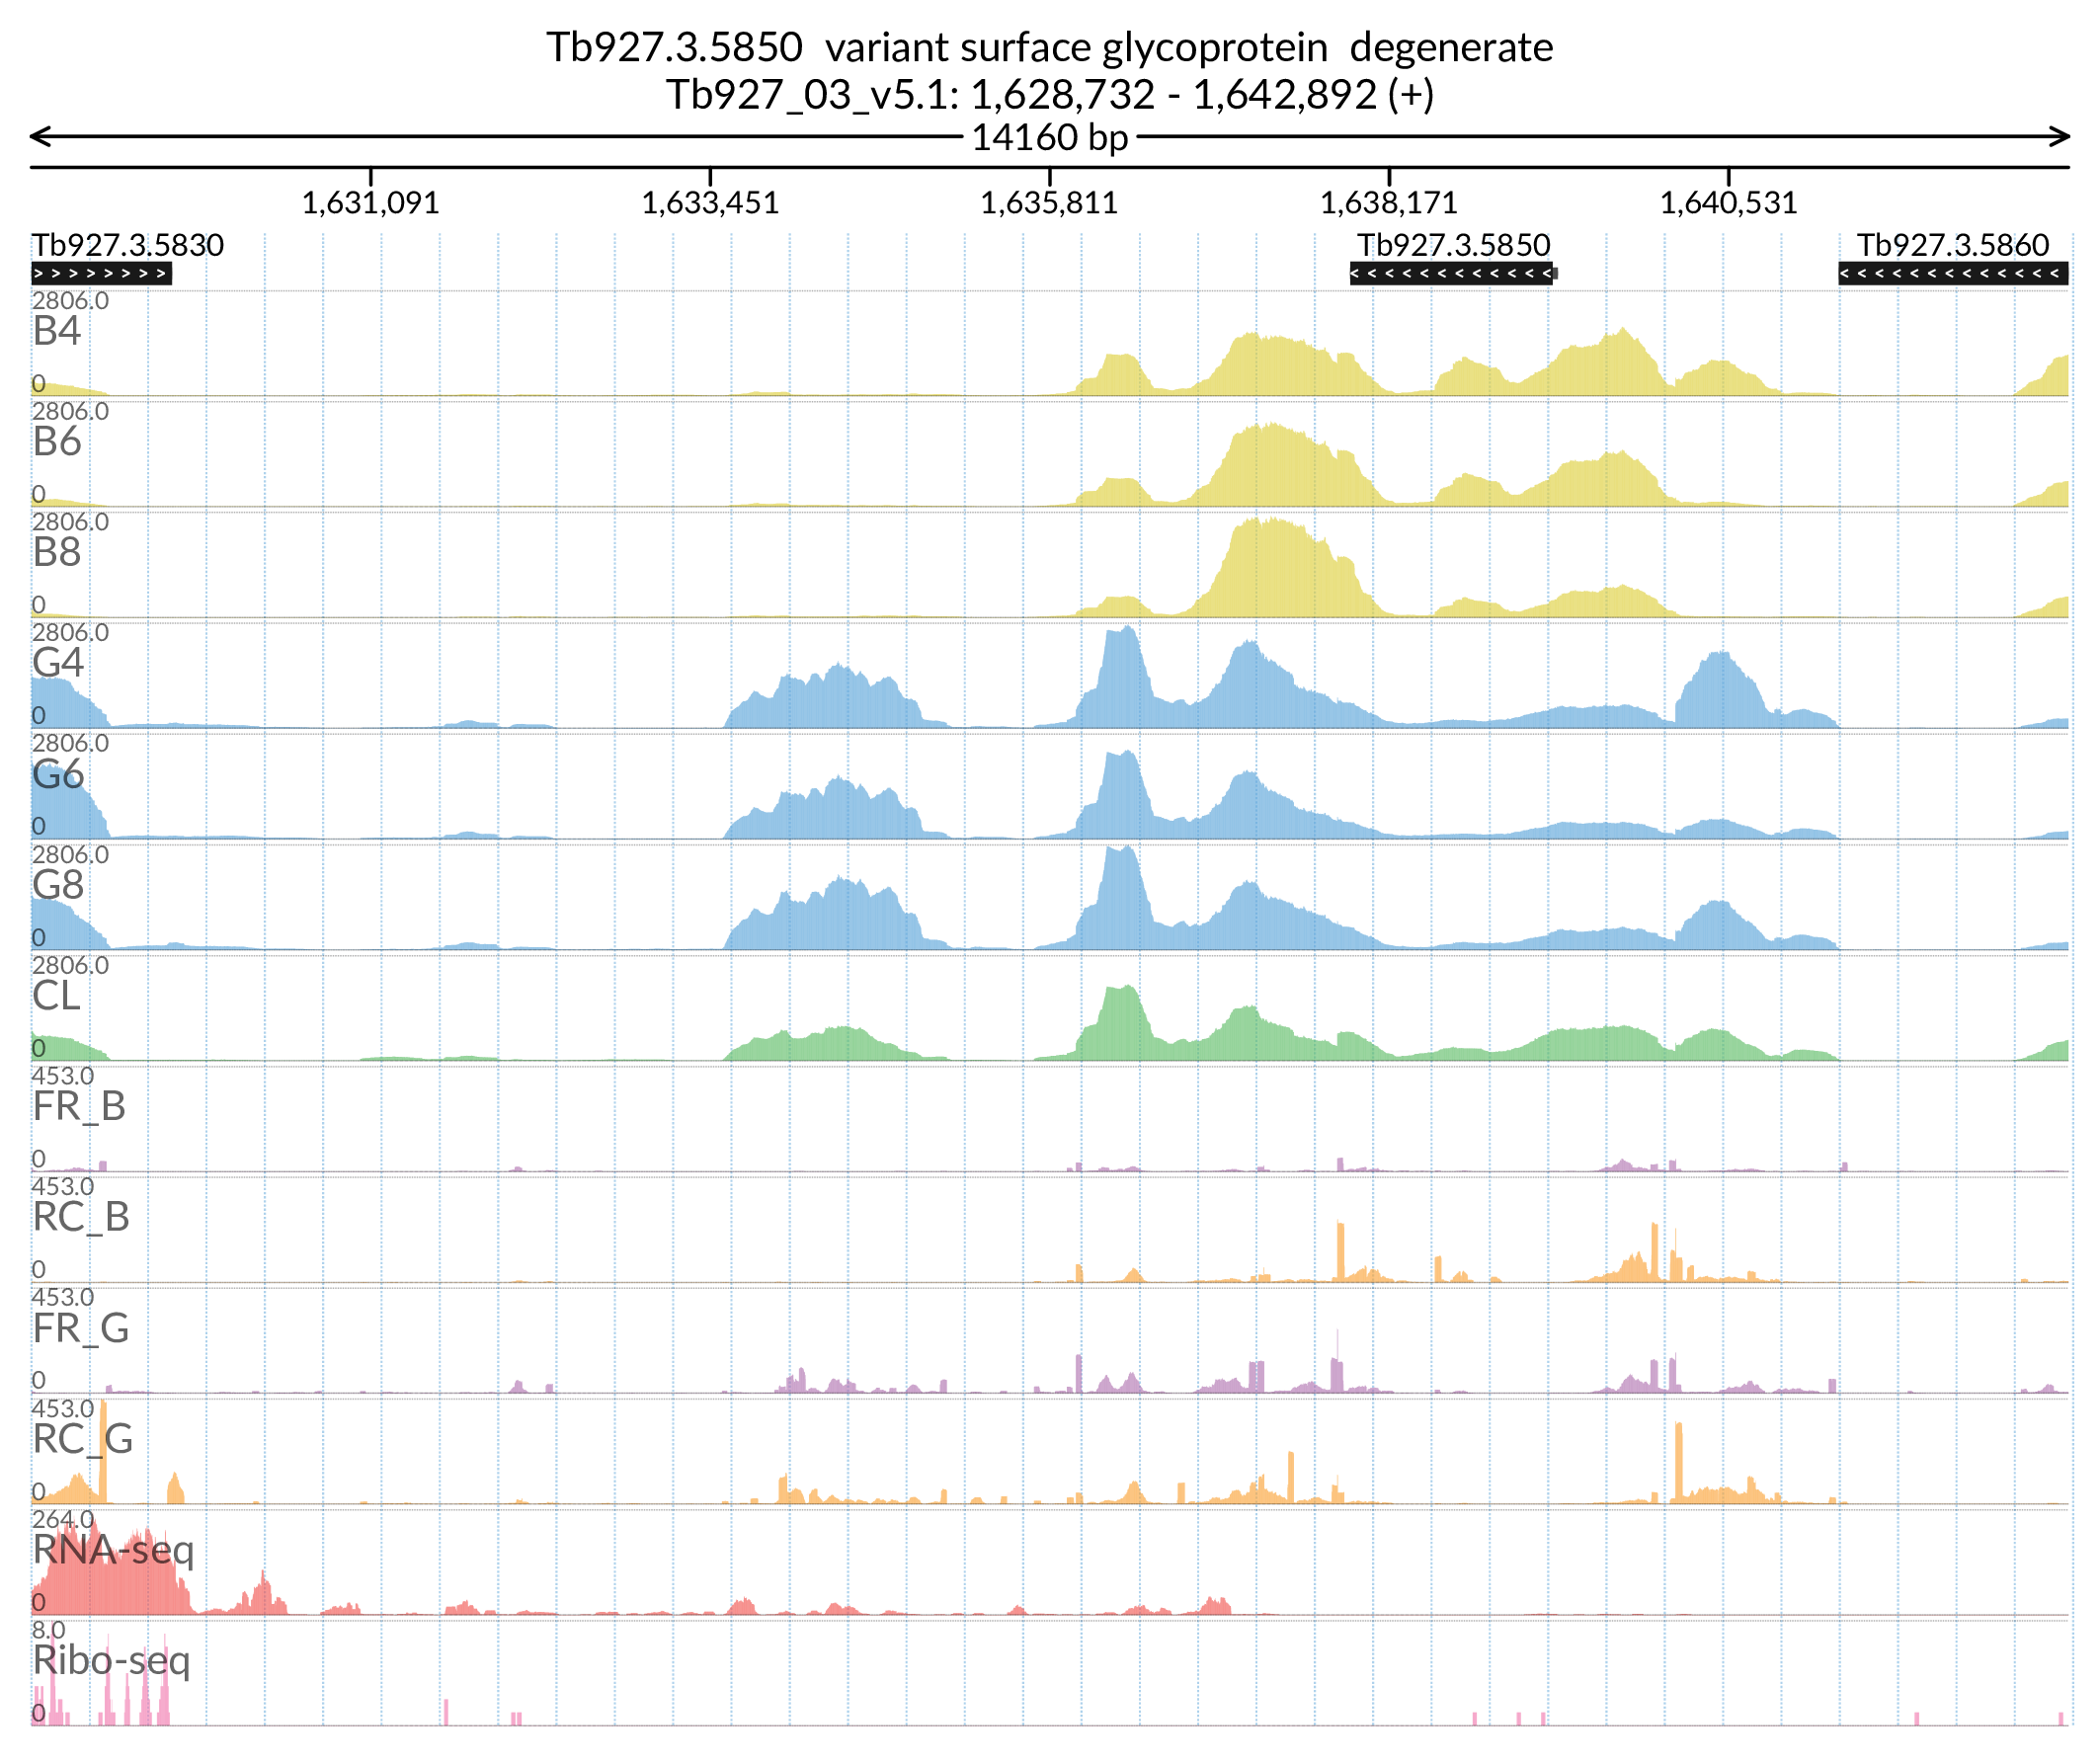 Tb927.3.5850 variant surface glycoprotein degenerate
Tb927_03_v5.1: 1,628,732 - 1,642,892 (+)
14160 bp
1,631,091 1,633,451 1,635,811 1,638,171 1,640,531
Tb927.3.5830 Tb927.3.5850 Tb927.3.5860
2806.0
B4
0
2806.0
B6
0
2806.0
B8
0
2806.0
G4
0
2806.0
G6
0
2806.0
G8
0
2806.0
CL
0
453.0
FR_B
0
453.0
RC_B
0
453.0
FR_G
0
453.0
RC_G
0
264.0
RNA-seq
0
8.0
Ribo-seq
0